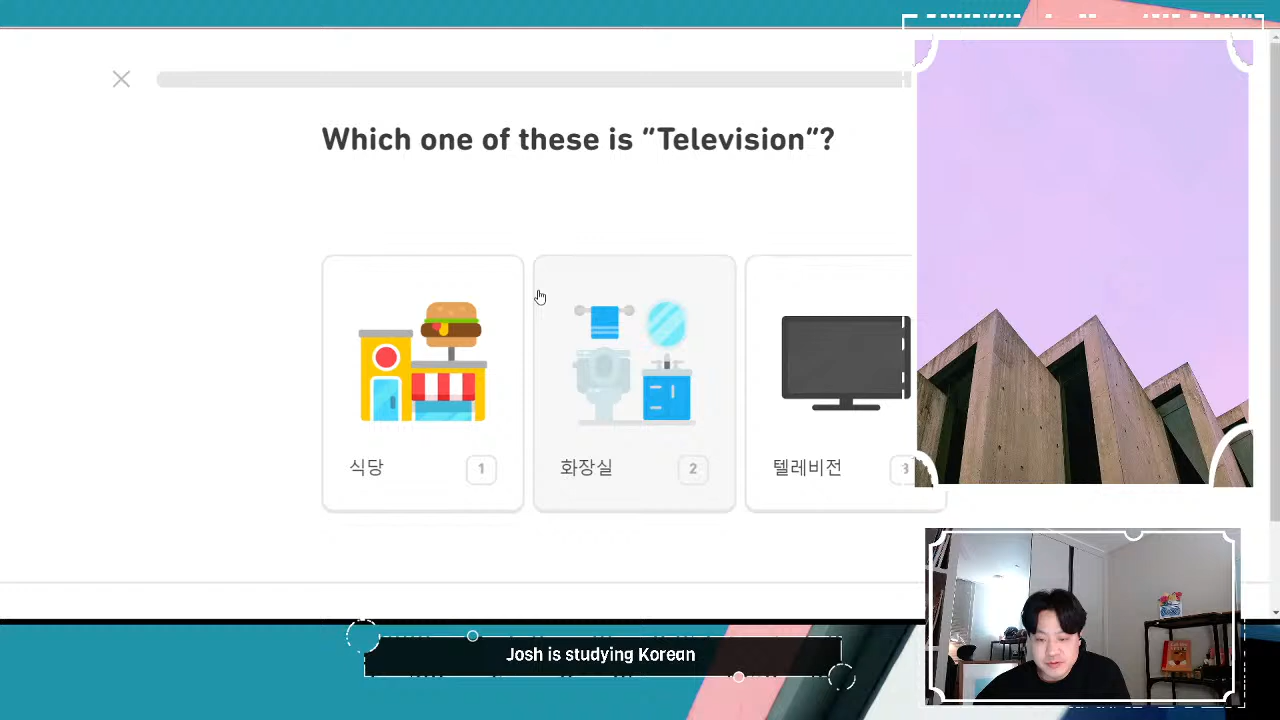 Which one of these is "Television"?
식당
1
화장실
2
텔레비전
3
Josh is studying Korean